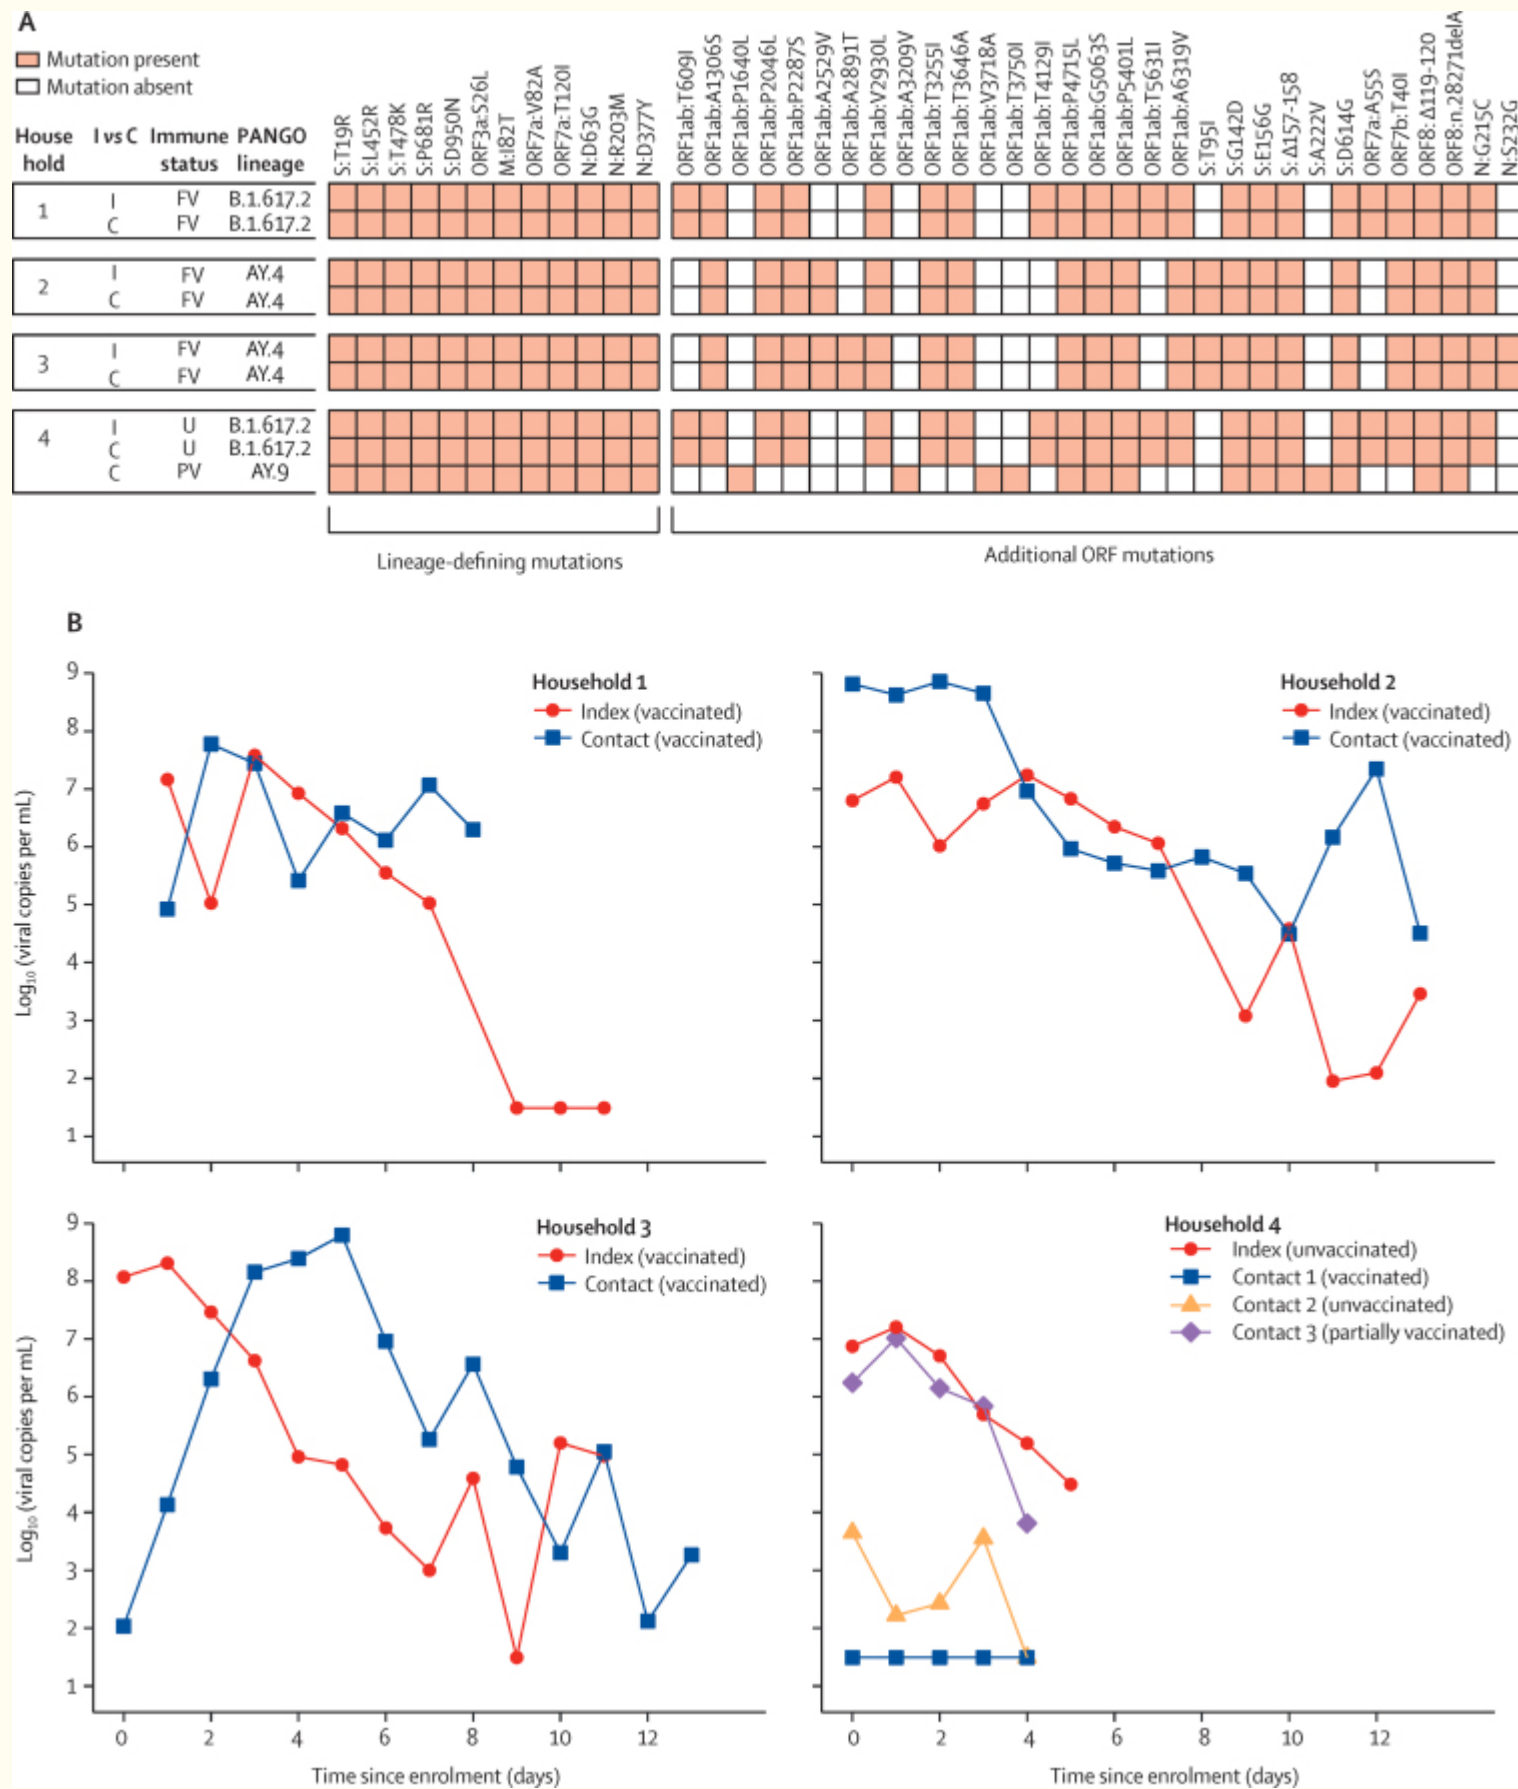 A
Mutation present
Mutation absent
House hold
I vs C
Immune status
PANGO lineage
S:T19R
S:L452R
S:T478K
S:P681R
S:D950N
ORF3a:S26L
M:I82T
ORF7a:V82A
ORF7a:T120I
N:D63G
N:R203M
N:D377Y
ORF1ab:T609I
ORF1ab:A1306S
ORF1ab:P1640L
ORF1ab:P2046L
ORF1ab:P2287S
ORF1ab:A2529V
ORF1ab:A2891T
ORF1ab:V2930L
ORF1ab:A3209V
ORF1ab:T3255I
ORF1ab:T3646A
ORF1ab:V3718A
ORF1ab:T3750I
ORF1ab:T4129I
ORF1ab:P4715L
ORF1ab:G5063S
ORF1ab:P5401L
ORF1ab:T5631I
ORF1ab:A6319V
S:T95I
S:G142D
S:E156G
S:Δ157-158
S:A222V
S:D614G
ORF7a:A55S
ORF7b:T40I
ORF8:Δ119-120
ORF8:n.28271delA
N:G215C
N:S232G
1
I FV B.1.617.2
C FV B.1.617.2
2
I FV AY.4
C FV AY.4
3
I FV AY.4
C FV AY.4
4
I U B.1.617.2
C U B.1.617.2
C PV AY.9
Lineage-defining mutations
Additional ORF mutations
B
Log₁₀ (viral copies per mL)
9
8
7
6
5
4
3
2
1
Household 1
Index (vaccinated)
Contact (vaccinated)
Household 2
Index (vaccinated)
Contact (vaccinated)
Log₁₀ (viral copies per mL)
9
8
7
6
5
4
3
2
1
Household 3
Index (vaccinated)
Contact (vaccinated)
0 2 4 6 8 10 12
Time since enrolment (days)
Household 4
Index (unvaccinated)
Contact 1 (vaccinated)
Contact 2 (unvaccinated)
Contact 3 (partially vaccinated)
0 2 4 6 8 10 12
Time since enrolment (days)